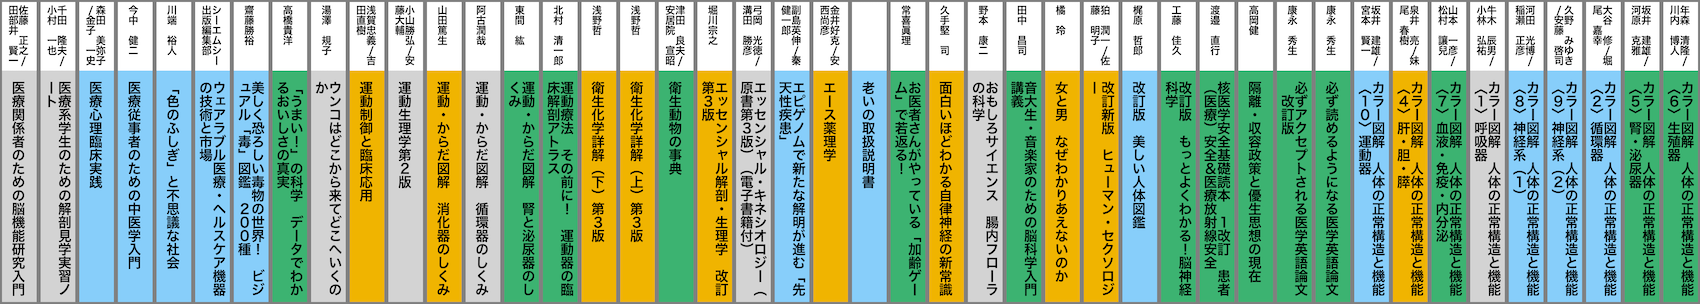 年森 清隆/
川内 博人
カラー図解 人体の正常構造と機能
〈6〉生殖器
坂井 建雄/
河原 克雅
カラー図解 人体の正常構造と機能
〈5〉腎・泌尿器
大谷 修/堀
尾 嘉幸
カラー図解 人体の正常構造と機能
〈2〉循環器
久野 みゆき
/安藤 啓司
カラー図解 人体の正常構造と機能
〈9〉神経系(2)
河田 光博/
稲瀬 正彦
カラー図解 人体の正常構造と機能
〈8〉神経系(1)
牛木 辰男/
小林 弘祐
カラー図解 人体の正常構造と機能
〈1〉呼吸器
山本 一彦/
松村 讓兒
カラー図解 人体の正常構造と機能
〈7〉血液・免疫・内分泌
泉井 亮/妹
尾 春樹
カラー図解 人体の正常構造と機能
〈4〉肝・胆・膵
坂井 建雄/
宮本 賢一
カラー図解 人体の正常構造と機能
〈10〉運動器
康永 秀生
必ず読めるようになる医学英語論文
康永 秀生
必ずアクセプトされる医学英語論文
改訂版
高岡健
隔離・収容政策と優生思想の現在
渡邉 直行
核医学安全基礎読本 1改訂 患者
(医療)安全&医療放射線安全
工藤 佳久
改訂版 もっとよくわかる!脳神経
科学
梶原 哲郎
改訂版 美しい人体図鑑
狛 潤一/佐
藤 明子
改訂新版 ヒューマン・セクソロジ
ー
橘 玲
女と男 なぜわかりあえないのか
田中 昌司
音大生・音楽家のための脳科学入門
講義
野本 康二
おもしろサイエンス 腸内フローラ
の科学
久手堅 司
面白いほどわかる自律神経の新常識
常喜眞理
お医者さんがやっている「加齢ゲー
ム」で若返る!
老いの取扱説明書
金井好克/安
西尚彦
エース薬理学
副島英伸/秦
健一郎
エピゲノムで新たな解明が進む「先
天性疾患」
弓岡 光徳/
溝田 勝彦
エッセンシャル・キネシオロジー(
原書第3版)(電子書籍付)
堀川宗之
エッセンシャル解剖・生理学 改訂
第3版
津田 良夫/
安居院 宣昭
衛生動物の事典
浅野哲
衛生化学詳解(上)第3版
浅野哲
衛生化学詳解(下)第3版
北村 清一郎
運動療法 その前に! 運動器の臨
床解剖アトラス
東間 紘
運動・からだ図解 腎と泌尿器のし
くみ
阿古潤哉
運動・からだ図解 循環器のしくみ
山田篤生
運動・からだ図解 消化器のしくみ
小山勝弘/安
藤大輔
運動生理学第2版
浅賀忠義/吉
田直樹
運動制御と臨床応用
湯澤 規子
ウンコはどこから来てどこへいくの
か
高橋貴洋
「うまい!」の科学 データでわか
るおいしさの真実
齋藤勝裕
美しく恐ろしい毒物の世界! ビジ
ュアル「毒」図鑑 200種
シーエムシー
出版編集部
ウェアラブル医療・ヘルスケア機器
の技術と市場
川端 裕人
「色のふしぎ」と不思議な社会
今中 健二
医療従事者のための中医学入門
森田 美弥子
/金子 一史
医療心理臨床実践
千田 隆夫/
小村 一也
医療系学生のための解剖見学実習ノ
ート
佐藤 正之/
田部井 賢一
医療関係者のための脳機能研究入門